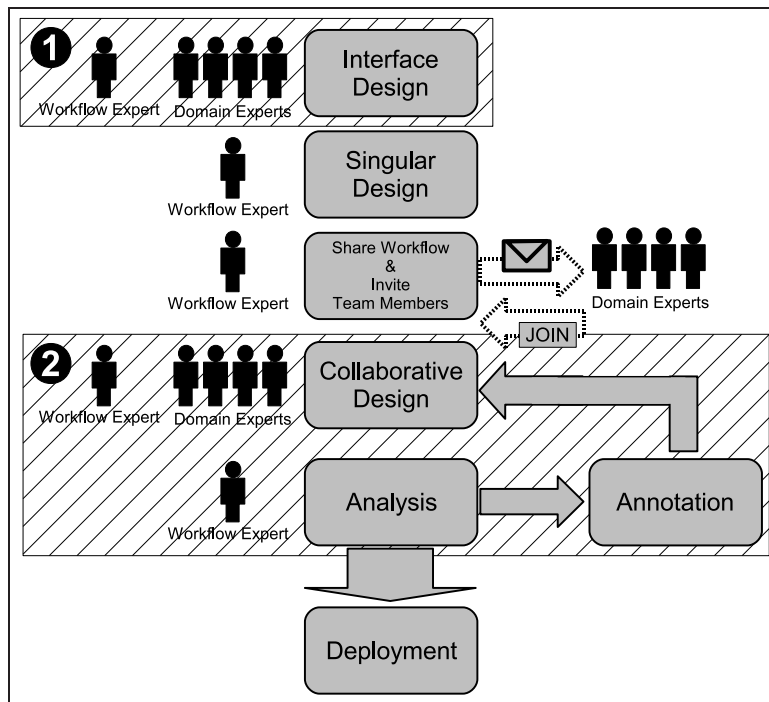 1
Interface
Design
Workflow Expert
Domain Experts
Singular
Design
Workflow Expert
Share Workflow
&
Invite
Team Members
Workflow Expert
Domain Experts
JOIN
2
Collaborative
Design
Workflow Expert
Domain Experts
Analysis
Annotation
Workflow Expert
Deployment